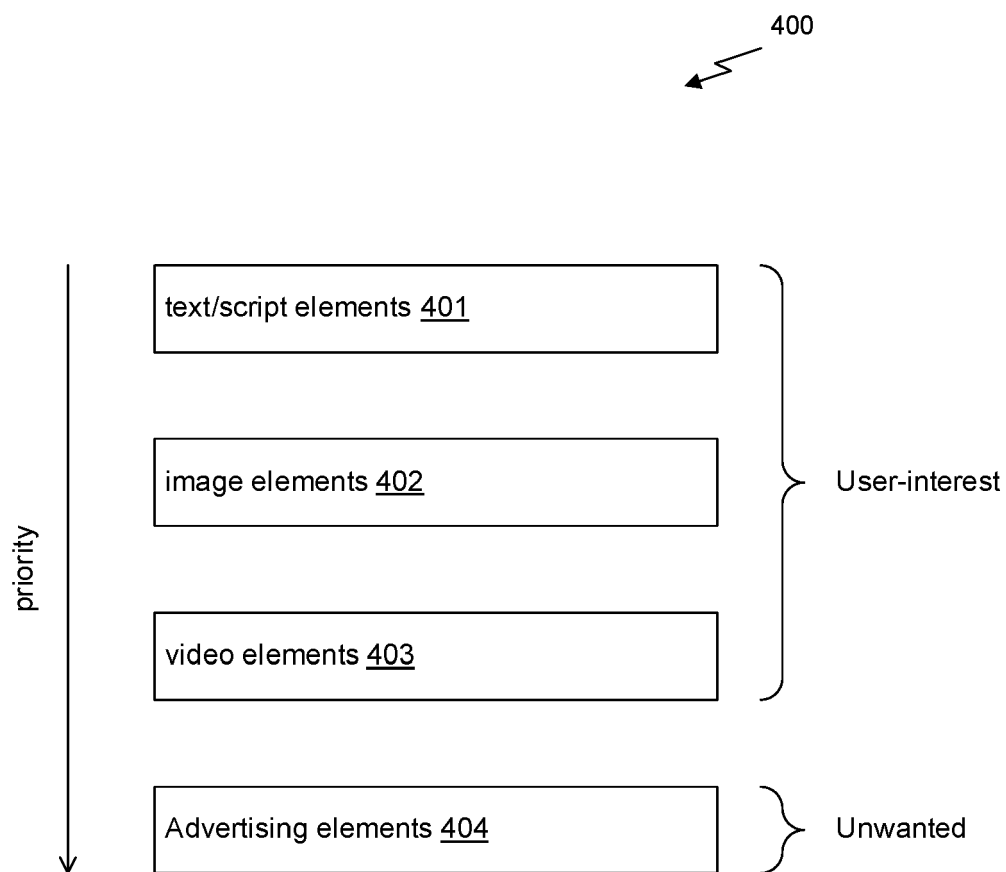 400
text/script elements 401
image elements 402
User-interest
priority
video elements 403
Advertising elements 404
Unwanted